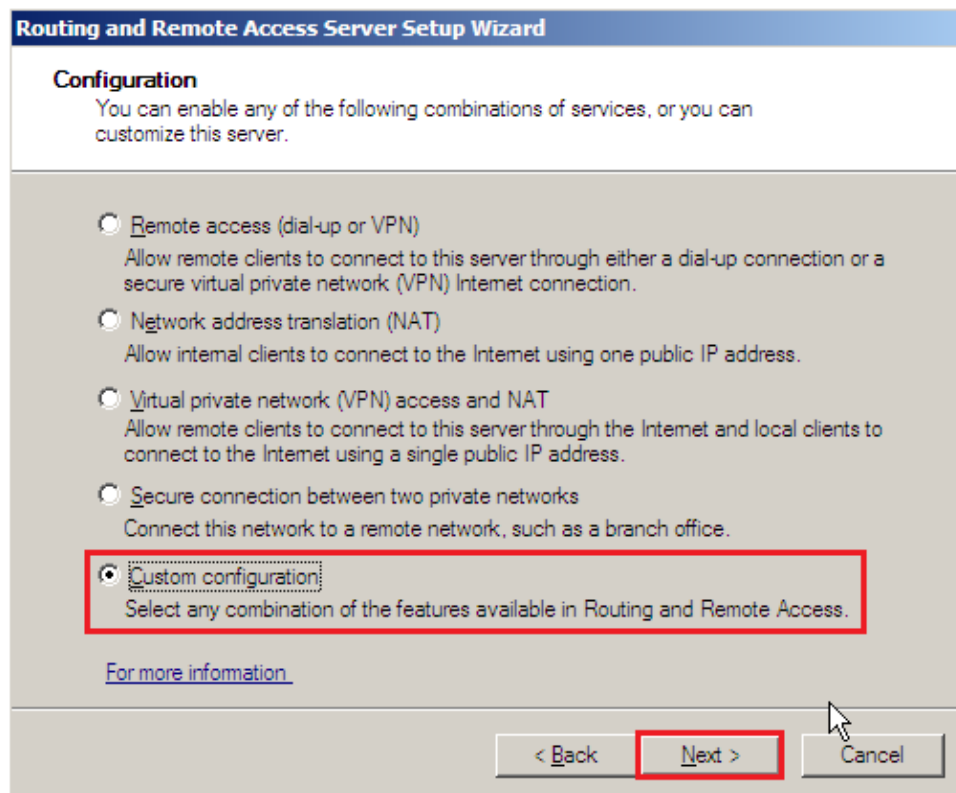 Routing and Remote Access Server Setup Wizard
Configuration
You can enable any of the following combinations of services, or you can
customize this server.
Remote access (dial-up or VPN)
Allow remote clients to connect to this server through either a dial-up connection or a
secure virtual private network (VPN) Internet connection.
Network address translation (NAT)
Allow internal clients to connect to the Internet using one public IP address.
Virtual private network (VPN) access and NAT
Allow remote clients to connect to this server through the Internet and local clients to
connect to the Internet using a single public IP address.
Secure connection between two private networks
Connect this network to a remote network, such as a branch office.
Custom configuration
Select any combination of the features available in Routing and Remote Access.
For more information
< Back Next > Cancel